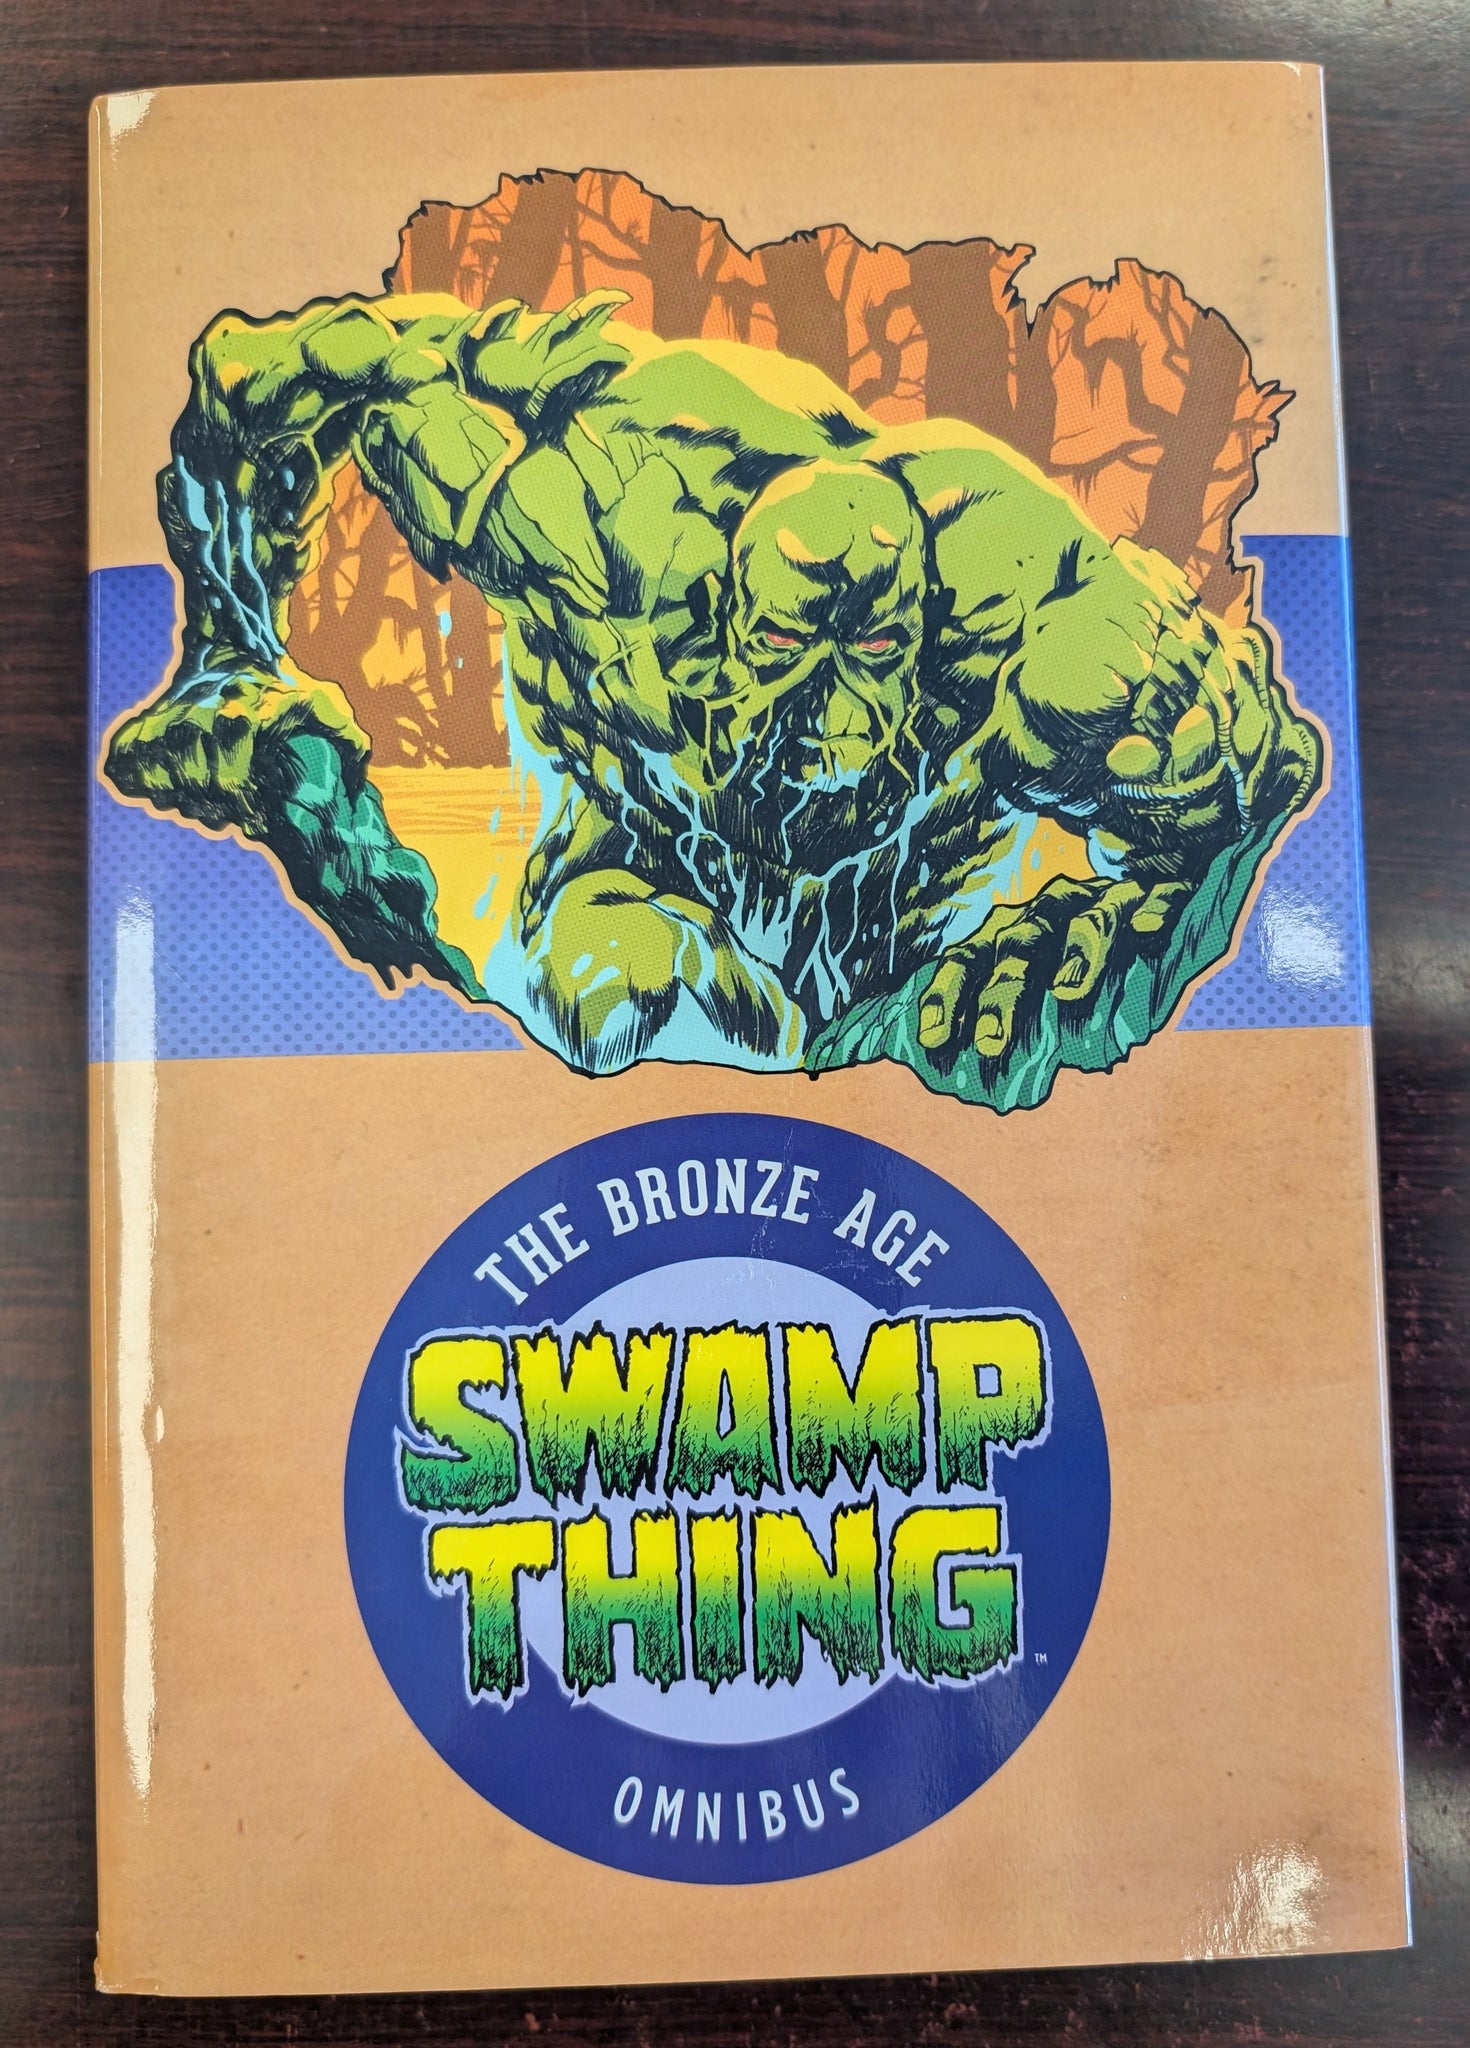 THE BRONZE AGE
SWAMP
THING
TM
OMNIBUS